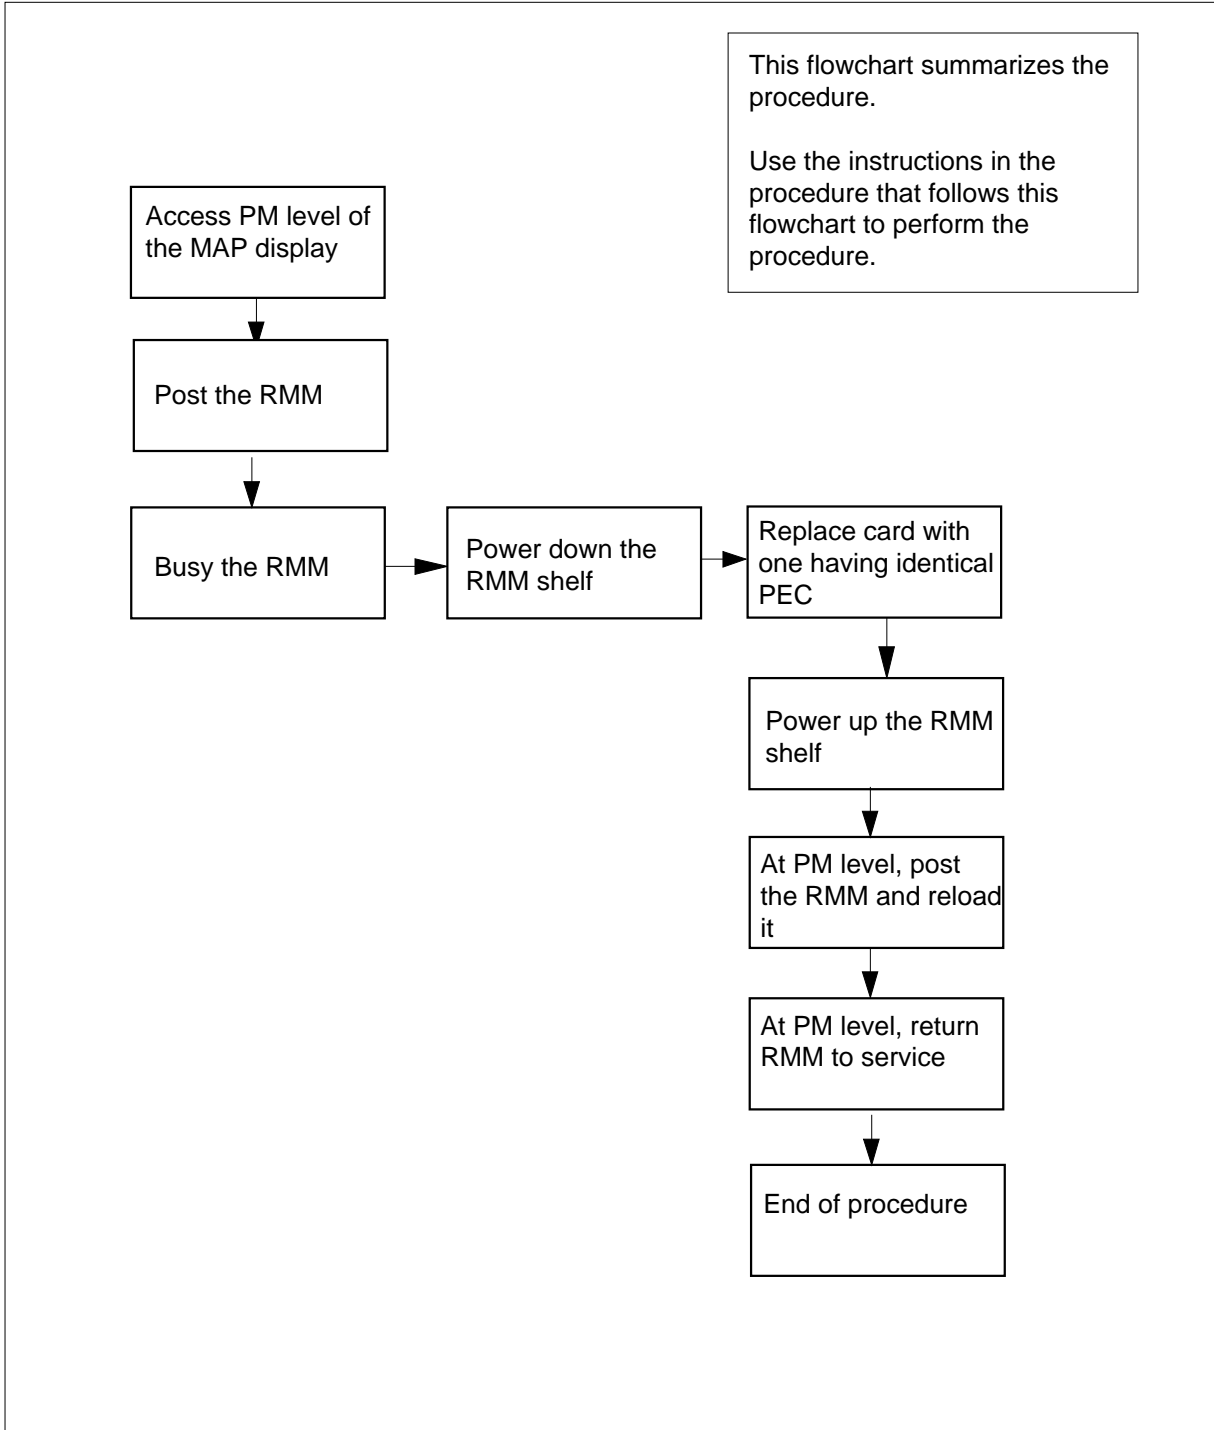 This flowchart summarizes the
procedure.
Use the instructions in the
procedure that follows this
flowchart to perform the
procedure.
Access PM level of
the MAP display
Post the RMM
Busy the RMM
Power down the
RMM shelf
Replace card with
one having identical
PEC
Power up the RMM
shelf
At PM level, post
the RMM and reload
it
At PM level, return
RMM to service
End of procedure